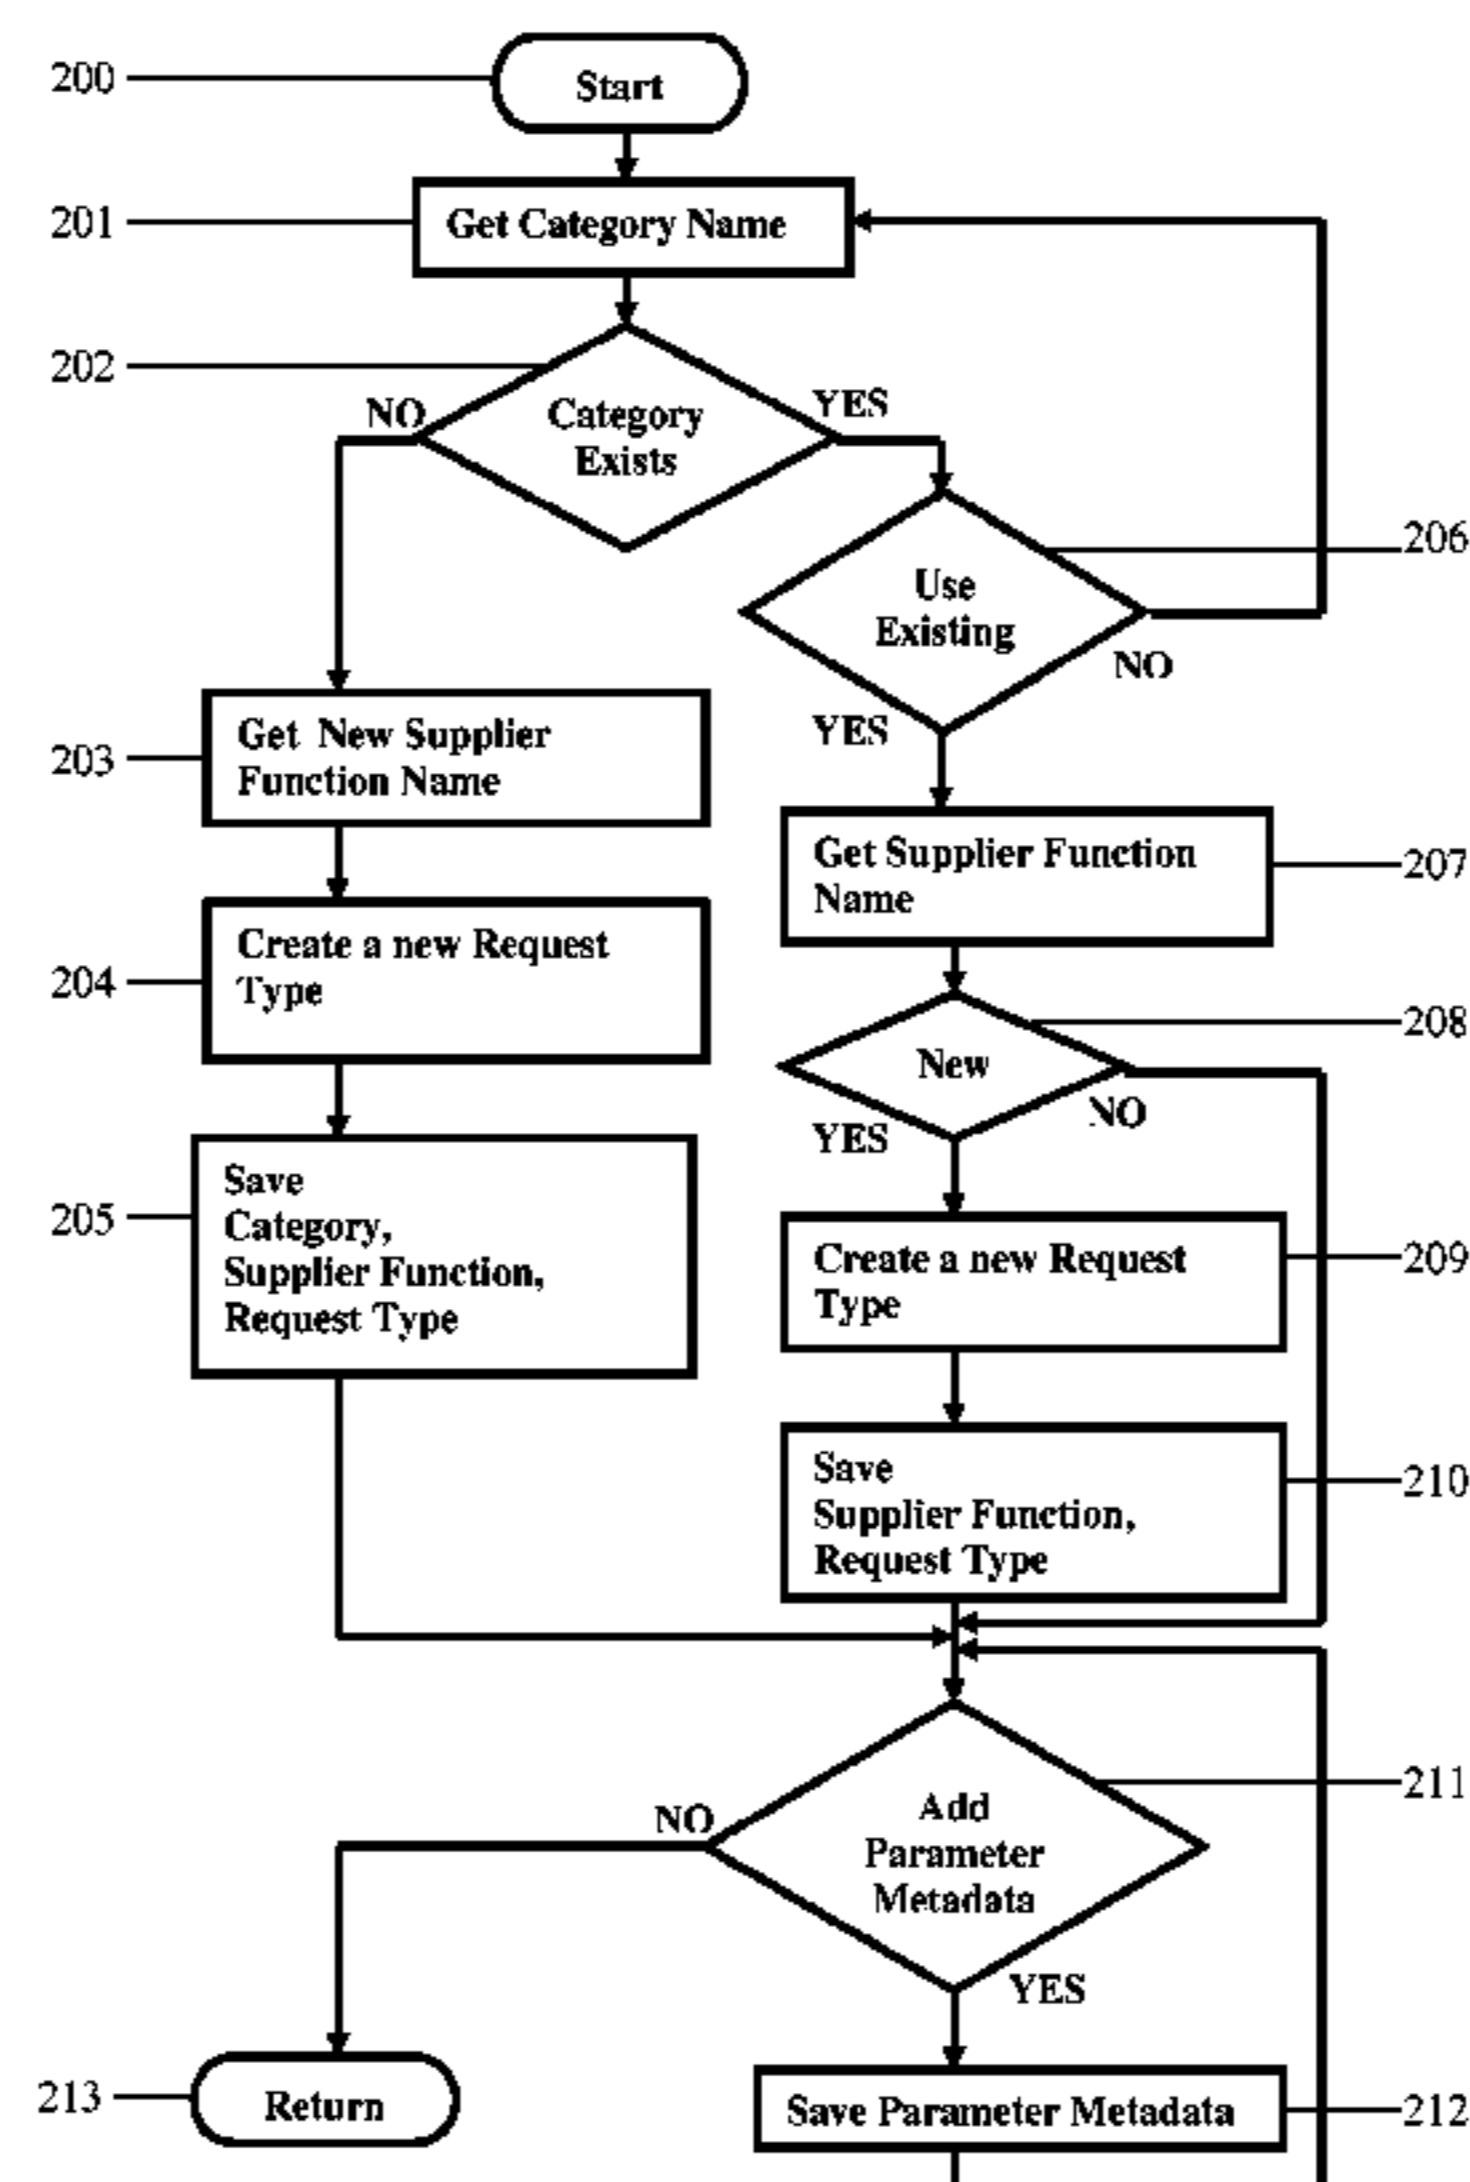 200
Start
201
Get Category Name
202
NO
Category
Exists
YES
206
Use
Existing
NO
YES
203
Get New Supplier
Function Name
207
Get Supplier Function
Name
204
Create a new Request
Type
208
New
NO
YES
205
Save
Category,
Supplier Function,
Request Type
209
Create a new Request
Type
210
Save
Supplier Function,
Request Type
211
NO
Add
Parameter
Metadata
YES
213
Return
Save Parameter Metadata
212